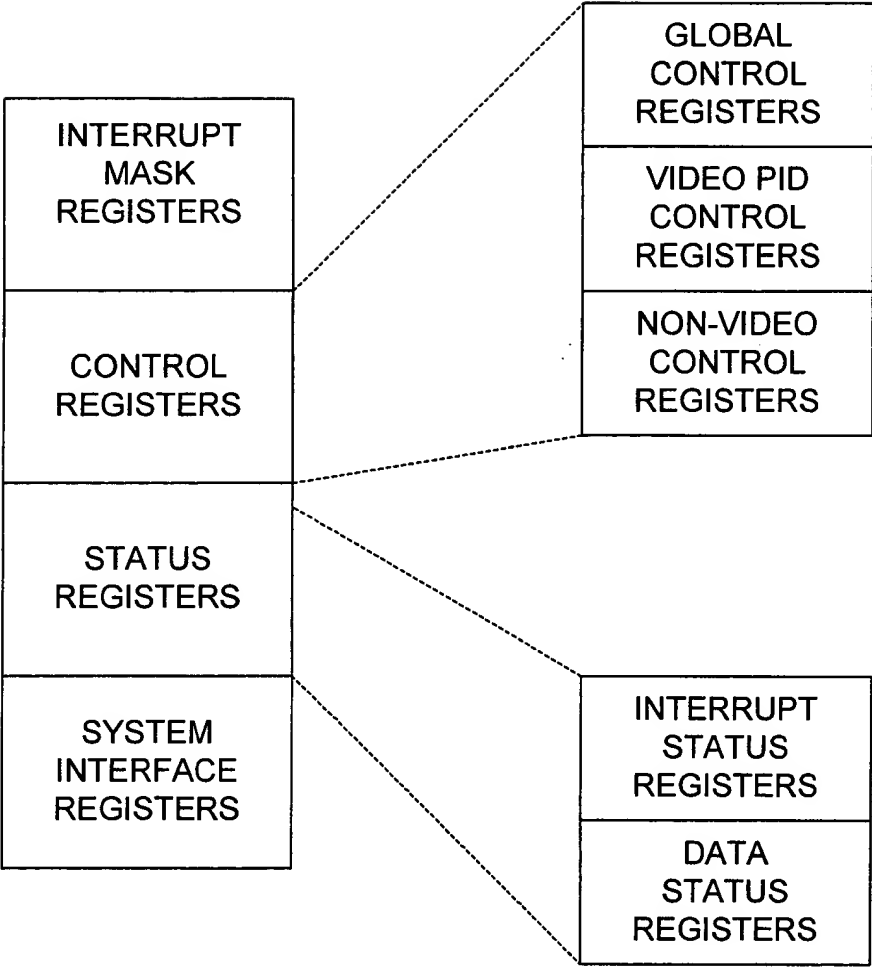 INTERRUPT
MASK
REGISTERS
CONTROL
REGISTERS
STATUS
REGISTERS
SYSTEM
INTERFACE
REGISTERS
GLOBAL
CONTROL
REGISTERS
VIDEO PID
CONTROL
REGISTERS
NON-VIDEO
CONTROL
REGISTERS
INTERRUPT
STATUS
REGISTERS
DATA
STATUS
REGISTERS